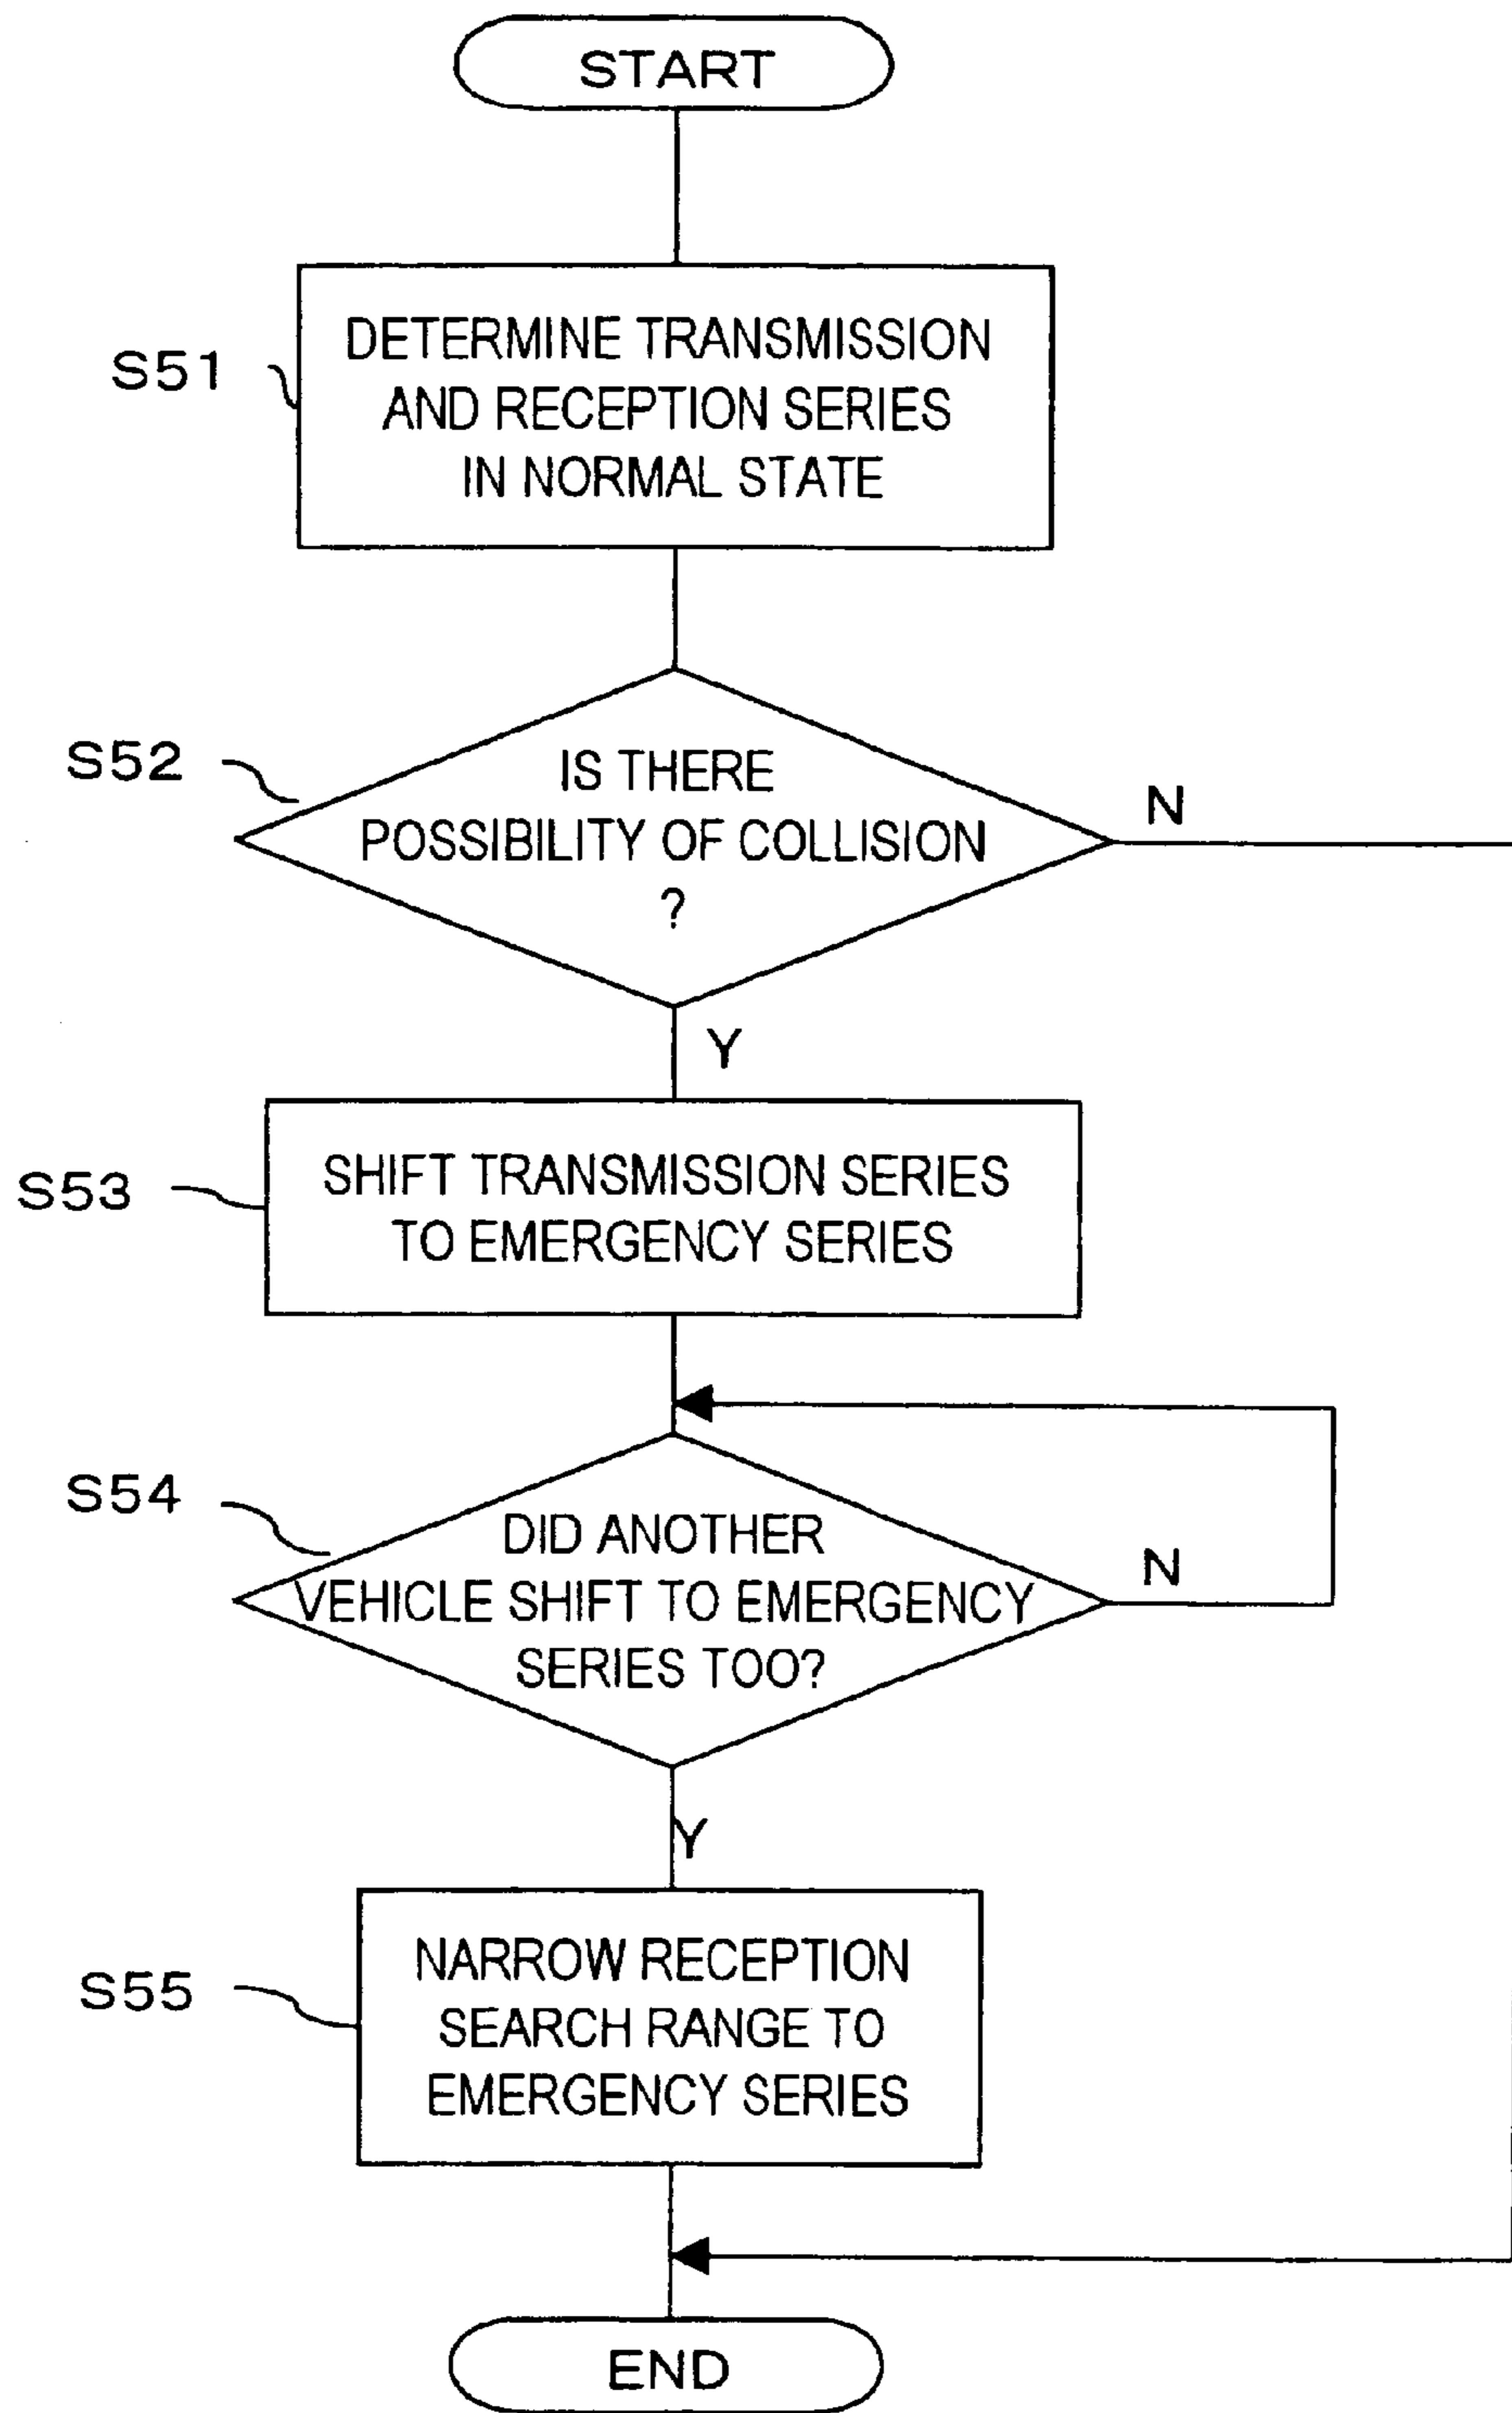 START
S51
DETERMINE TRANSMISSION
AND RECEPTION SERIES
IN NORMAL STATE
S52
IS THERE
POSSIBILITY OF COLLISION
?
N
Y
S53
SHIFT TRANSMISSION SERIES
TO EMERGENCY SERIES
S54
DID ANOTHER
VEHICLE SHIFT TO EMERGENCY
SERIES TOO?
N
Y
S55
NARROW RECEPTION
SEARCH RANGE TO
EMERGENCY SERIES
END